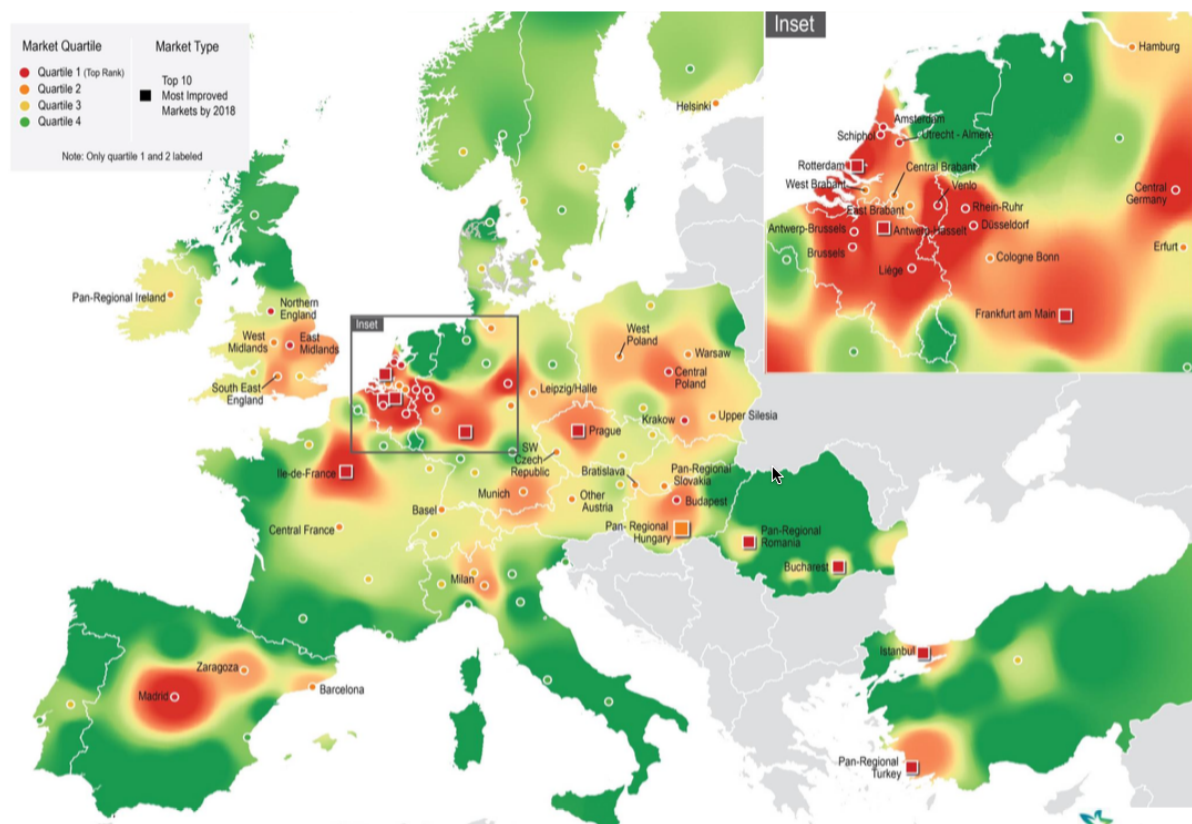 Market Quartile
Quartile 1 (Top Rank)
Quartile 2
Quartile 3
Quartile 4
Market Type
Top 10
Most Improved
Markets by 2018
Note: Only quartile 1 and 2 labeled
Helsinki
Pan-Regional Ireland
Northern
England
West
Midlands
East
Midlands
South East
England
Inset
West
Poland
Warsaw
Central
Poland
Leipzig/Halle
Krakow
Upper Silesia
Prague
SW
Czech
Republic
Ile-de-France
Bratislava
Pan-Regional
Slovakia
Munich
Other
Austria
Budapest
Basel
Pan- Regional
Hungary
Central France
Pan-Regional
Romania
Bucharest
Milan
Zaragoza
Madrid
Barcelona
Istanbul
Pan-Regional
Turkey
Inset
Hamburg
Amsterdam
Schiphol
Utrecht - Almere
Rotterdam
Central Brabant
West Brabant
Venlo
Central
Germany
East Brabant
Rhein-Ruhr
Antwerp-Brussels
Antwerp-Hasselt
Düsseldorf
Brussels
Erfurt
Cologne Bonn
Liége
Frankfurt am Main